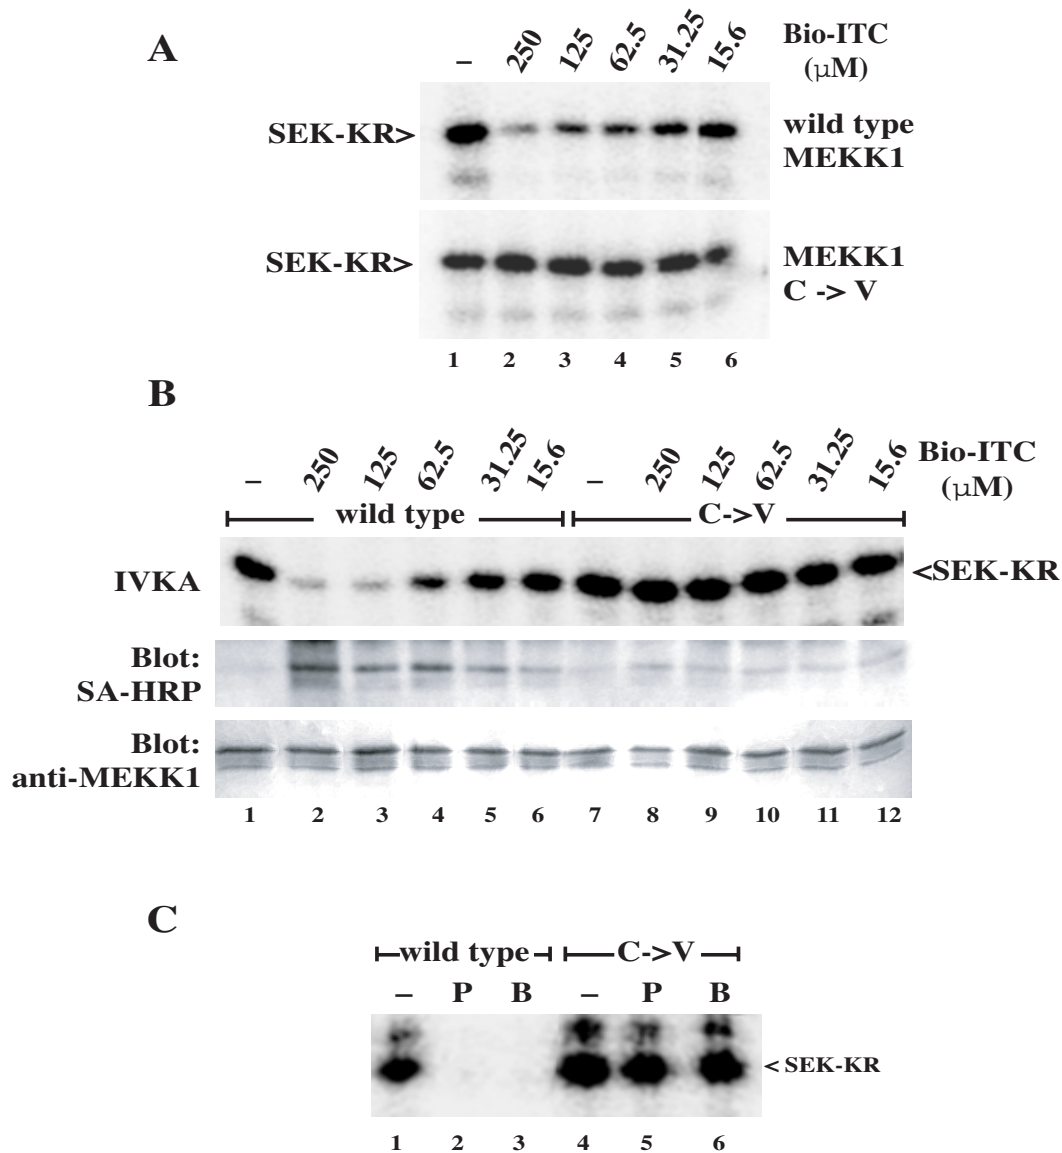 A
– 250 125 62.5 31.25 15.6 Bio-ITC
(µM)
SEK-KR>
wild type
MEKK1
SEK-KR>
MEKK1
C -> V
1 2 3 4 5 6
B
– 250 125 62.5 31.25 15.6 – 250 125 62.5 31.25 15.6 Bio-ITC
(µM)
wild type C->V
IVKA <SEK-KR
Blot:
SA-HRP
Blot:
anti-MEKK1
1 2 3 4 5 6 7 8 9 10 11 12
C
wild type C->V
– P B – P B
< SEK-KR
1 2 3 4 5 6